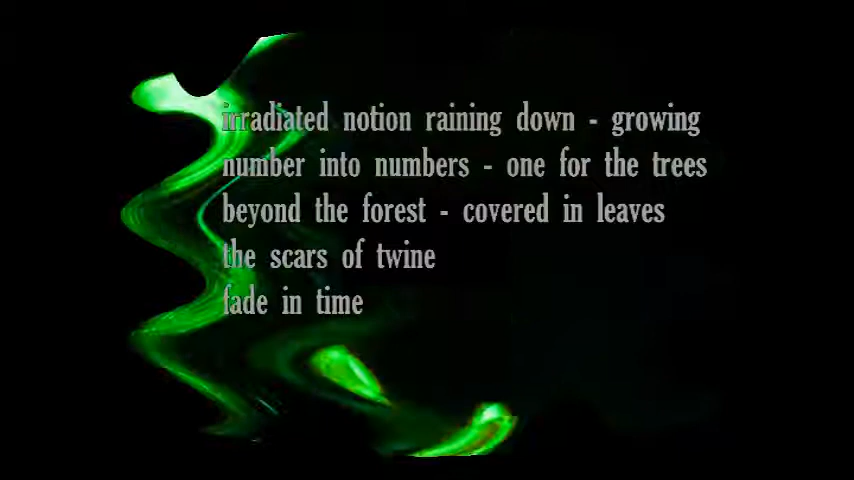 irradiated notion raining down - growing
number into numbers - one for the trees
beyond the forest - covered in leaves
the scars of twine
fade in time